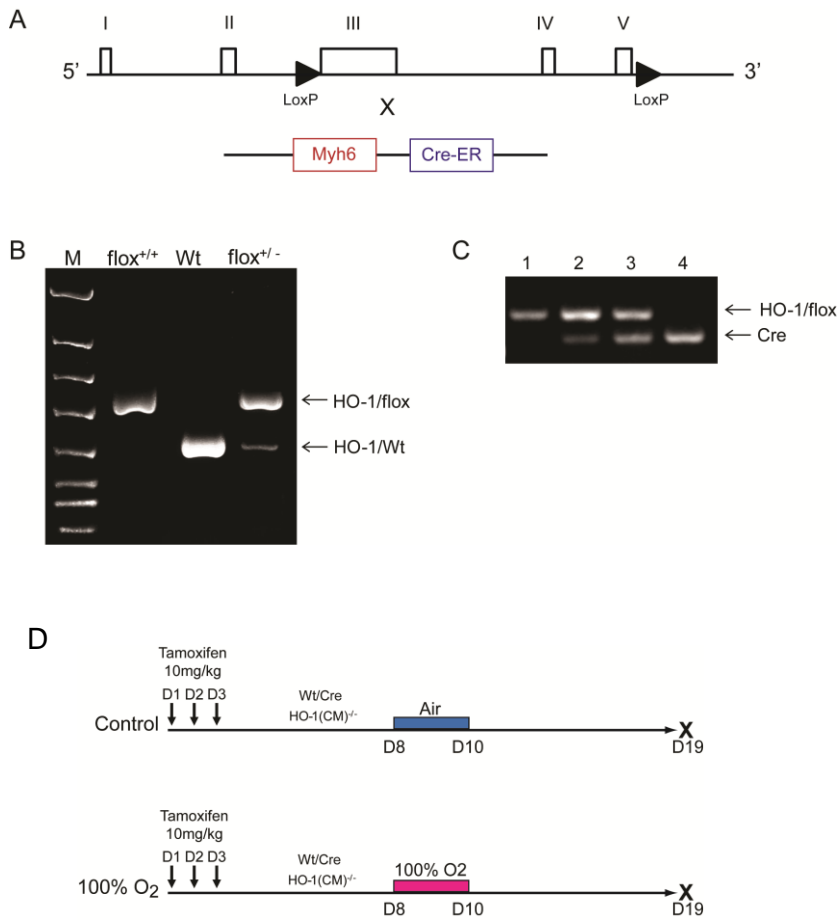 A
I II III IV V
5’ 3’
LoxP LoxP
X
Myh6 Cre-ER
B
M flox+/+ Wt flox+/-
HO-1/flox
HO-1/Wt
C
1 2 3 4
HO-1/flox
Cre
D
Tamoxifen
10mg/kg
D1 D2 D3
Wt/Cre
HO-1(CM)-/-
Air
Control
D8 D10 X
D19
Tamoxifen
10mg/kg
D1 D2 D3
Wt/Cre
HO-1(CM)-/-
100% O2
100% O2
D8 D10 X
D19